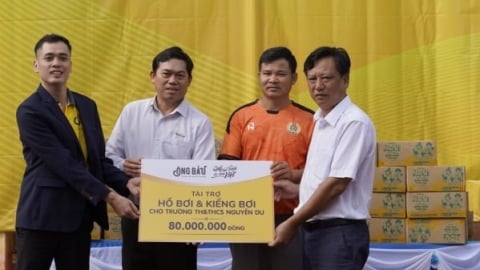 ÔNG BẦU
TÀI TRỢ
HỒ BƠI & KIẾNG BƠI
CHO TRƯỜNG TH&THCS NGUYỄN DU
80.000.000 ĐỒNG